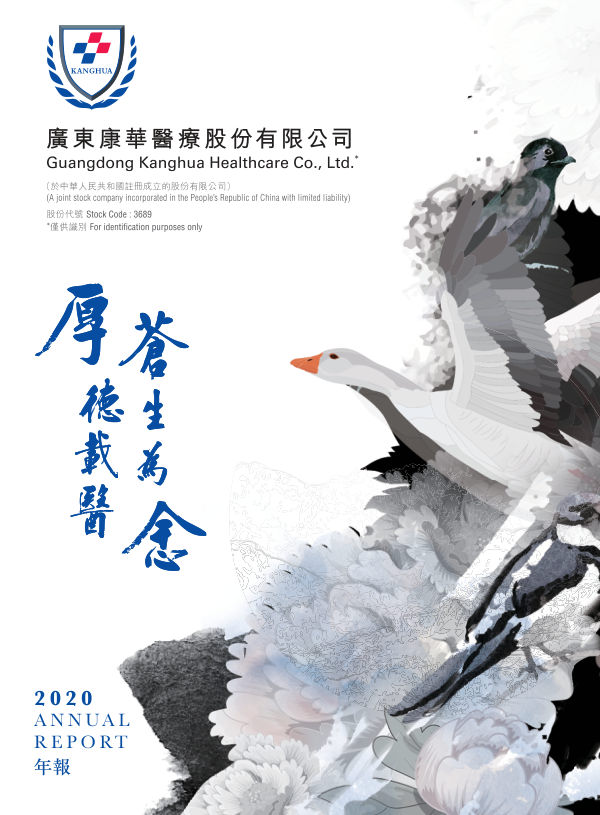 KANGHUA
廣東康華醫療股份有限公司
Guangdong Kanghua Healthcare Co., Ltd.*
(於中華人民共和國註冊成立的股份有限公司)
(A joint stock company incorporated in the People's Republic of China with limited liability)
股份代號 Stock Code : 3689
*僅供識別 For identification purposes only
厚德載醫
蒼生為念
2020
ANNUAL
REPORT
年報